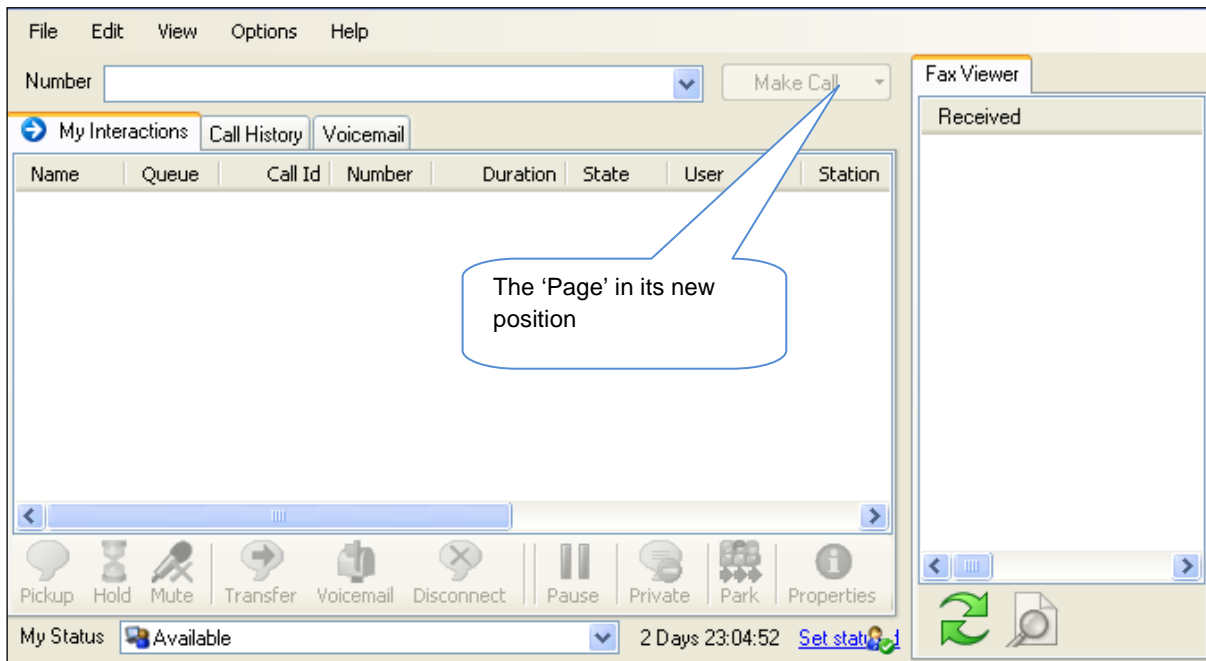 File Edit View Options Help
Number Make Call
Fax Viewer
Received
My Interactions Call History Voicemail
Name Queue Call Id Number Duration State User Station
The ‘Page’ in its new
position
Pickup Hold Mute Transfer Voicemail Disconnect Pause Private Park Properties
My Status Available 2 Days 23:04:52 Set